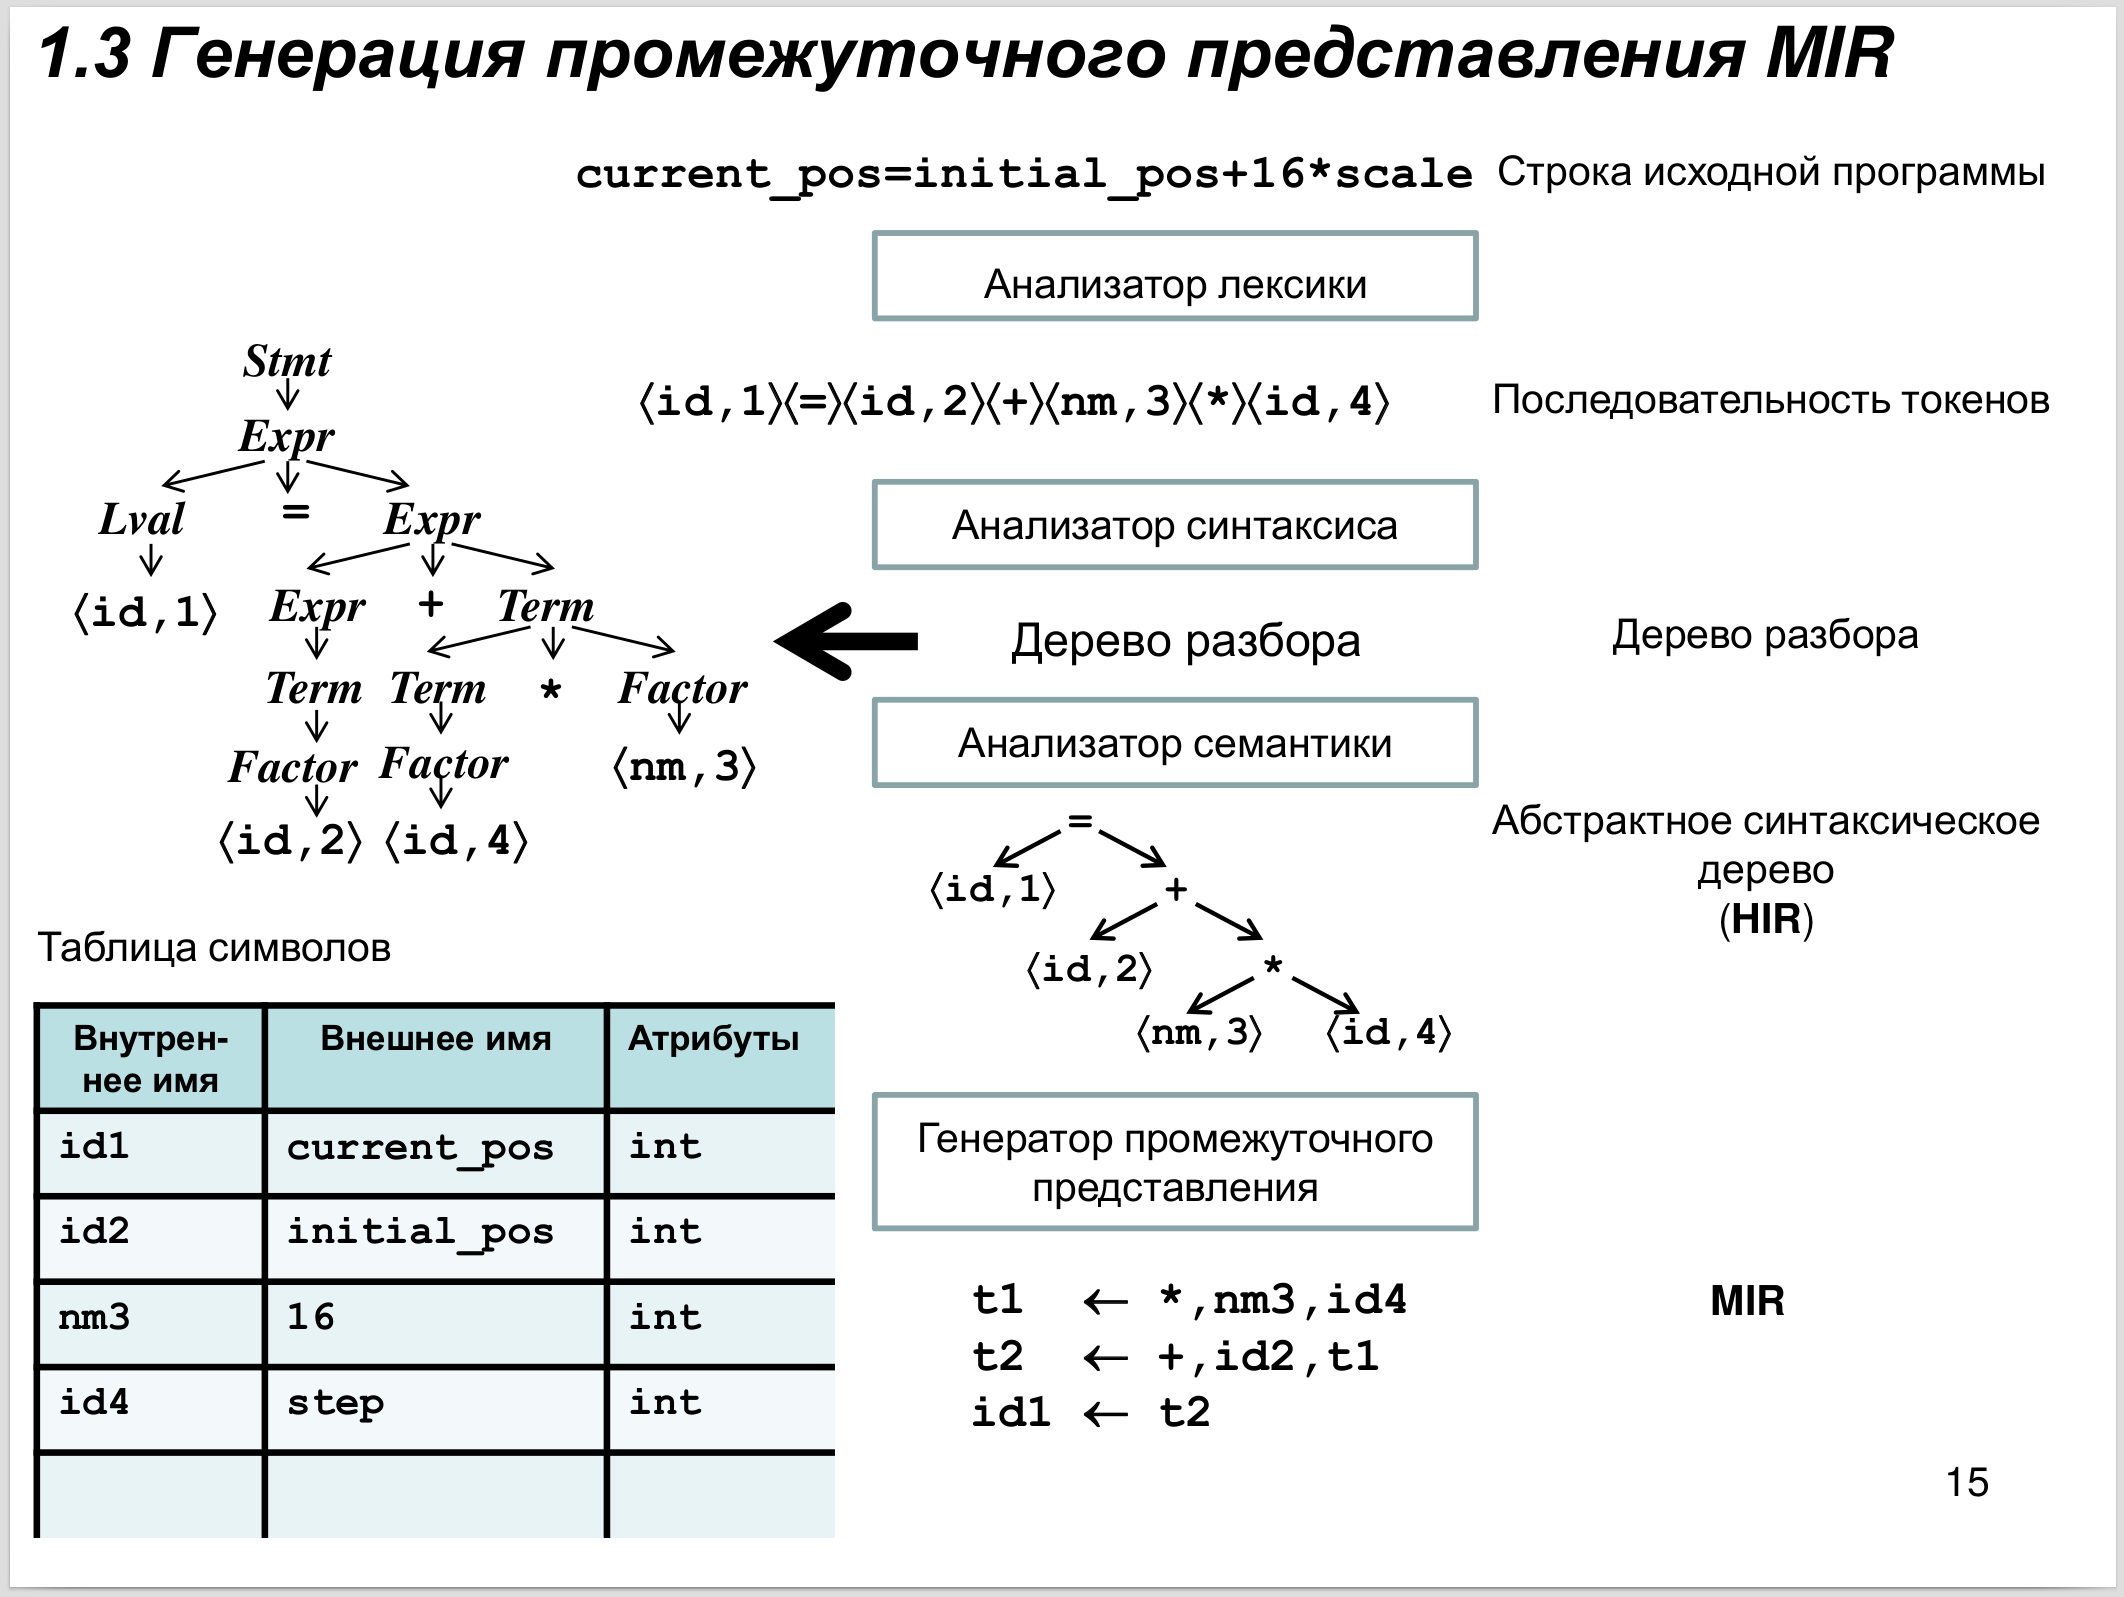 1.3 Генерация промежуточного представления MIR
current_pos=initial_pos+16*scale Строка исходной программы
Анализатор лексики
⟨id,1⟩⟨=⟩⟨id,2⟩⟨+⟩⟨nm,3⟩⟨*⟩⟨id,4⟩ Последовательность токенов
Анализатор синтаксиса
Дерево разбора Дерево разбора
Анализатор семантики
Stmt
Expr
Lval = Expr
⟨id,1⟩ Expr + Term
Term Term * Factor
Factor Factor ⟨nm,3⟩
⟨id,2⟩ ⟨id,4⟩
=
⟨id,1⟩ +
⟨id,2⟩ *
⟨nm,3⟩ ⟨id,4⟩
Абстрактное синтаксическое
дерево
(HIR)
Таблица символов
Внутрен- Внешнее имя Атрибуты
нее имя
id1 current_pos int
id2 initial_pos int
nm3 16 int
id4 step int
Генератор промежуточного
представления
t1 ← *,nm3,id4 MIR
t2 ← +,id2,t1
id1 ← t2
15